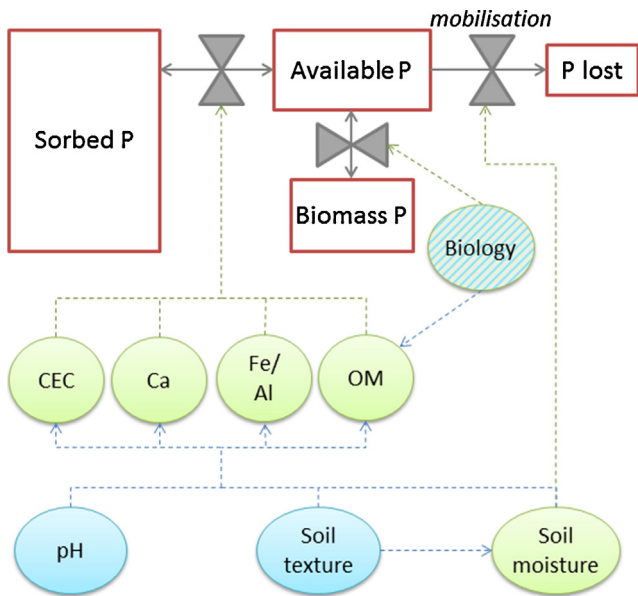 mobilisation
Sorbed P
Available P
P lost
Biomass P
Biology
CEC
Ca
Fe/
Al
OM
pH
Soil
texture
Soil
moisture